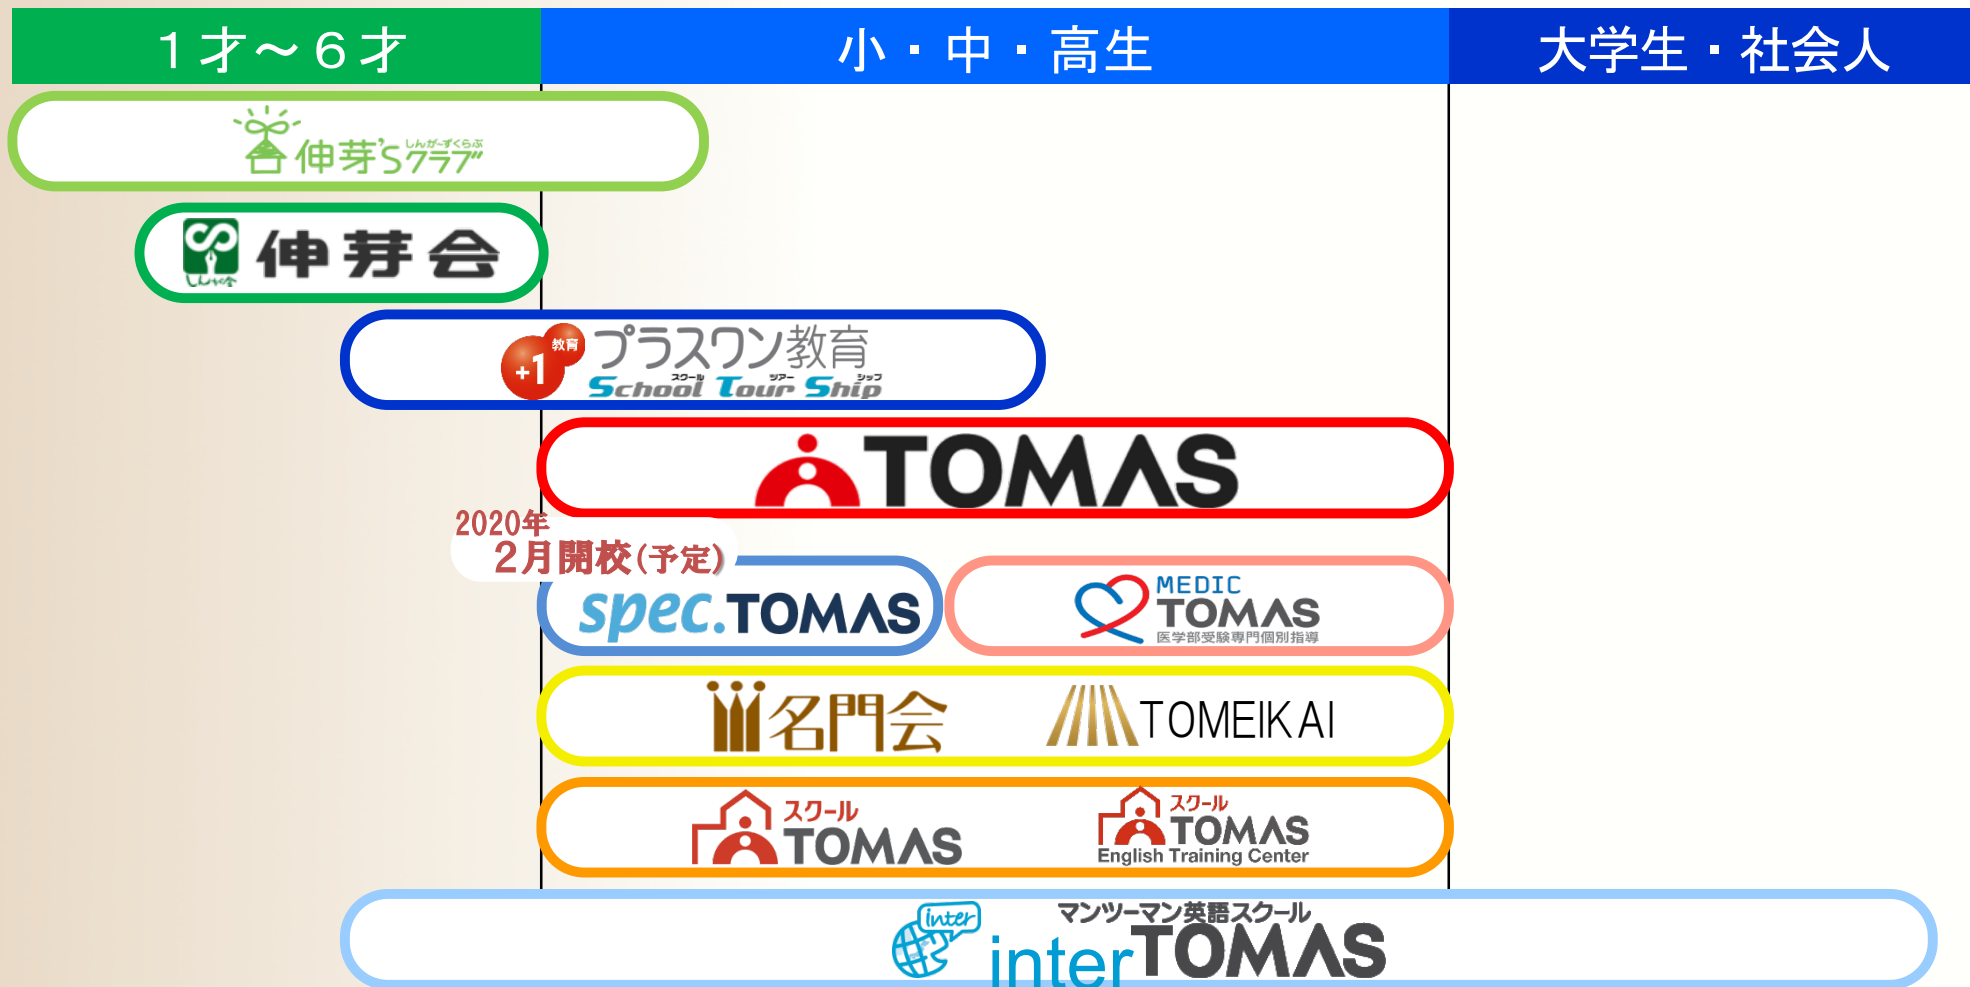 1才～6才
小・中・高生
大学生・社会人
しんが~ずくらぶ
伸芽'Sクラブ
伸芽会
しんが会
教育
+1
プラスワン教育
スクール ツアー シップ
School Tour Ship
TOMAS
2020年
2月開校(予定)
spec.TOMAS
MEDIC
TOMAS
医学部受験専門個別指導
名門会
TOMEIKAI
スクール
TOMAS
スクール
TOMAS
English Training Center
inter
マンツーマン英語スクール
interTOMAS